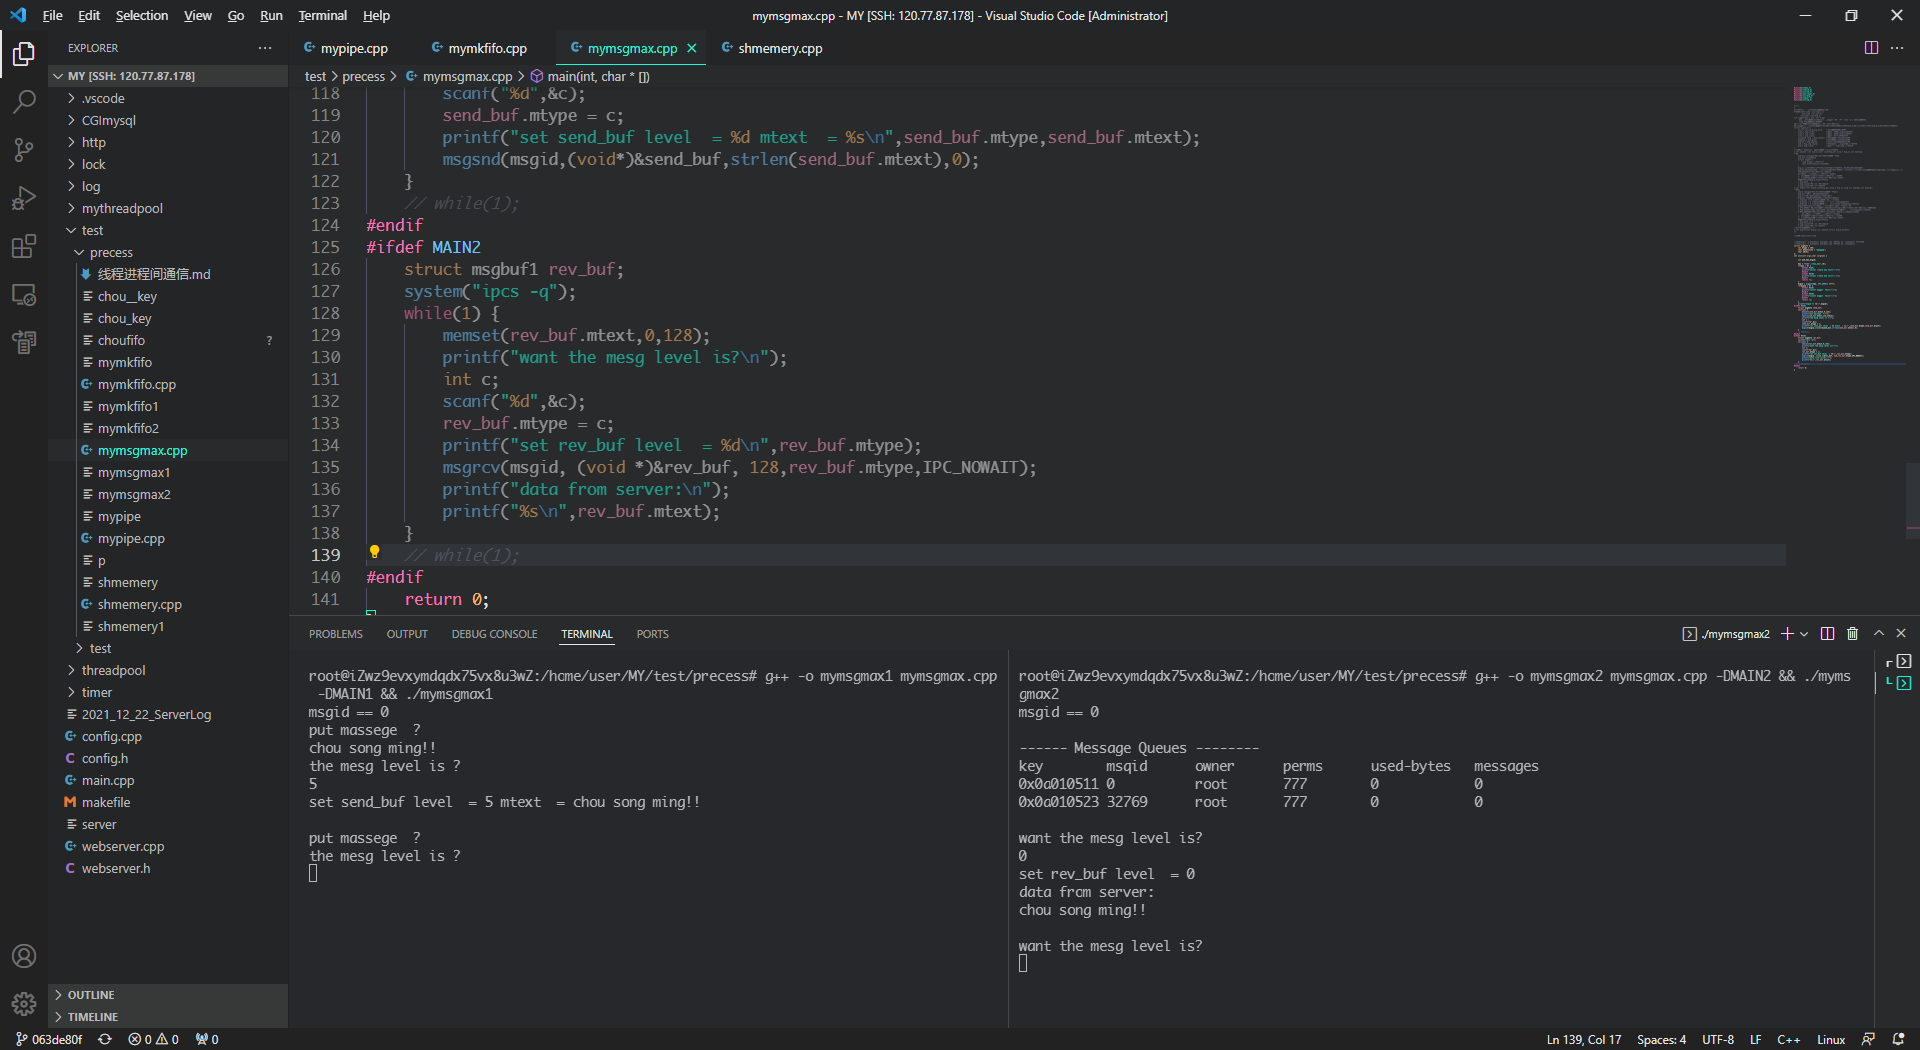 File Edit Selection View Go Run Terminal Help
mymsgmax.cpp - MY [SSH: 120.77.87.178] - Visual Studio Code [Administrator]
EXPLORER
MY [SSH: 120.77.87.178]
.vscode
CGImysql
http
lock
log
mythreadpool
test
precess
线程进程间通信.md
chou__key
chou_key
choufifo ?
mymkfifo
mymkfifo.cpp
mymkfifo1
mymkfifo2
mymsgmax.cpp
mymsgmax1
mymsgmax2
mypipe
mypipe.cpp
p
shmemery
shmemery.cpp
shmemery1
test
threadpool
timer
2021_12_22_ServerLog
config.cpp
config.h
main.cpp
makefile
server
webserver.cpp
webserver.h
OUTLINE
TIMELINE
mypipe.cpp mymkfifo.cpp mymsgmax.cpp shmemery.cpp
test > precess > mymsgmax.cpp > main(int, char * [])
118 scanf("%d",&c);
119 send_buf.mtype = c;
120 printf("set send_buf level  = %d mtext  = %s\n",send_buf.mtype,send_buf.mtext);
121 msgsnd(msgid,(void*)&send_buf,strlen(send_buf.mtext),0);
122 }
123 // while(1);
124 #endif
125 #ifdef MAIN2
126 struct msgbuf1 rev_buf;
127 system("ipcs -q");
128 while(1) {
129 memset(rev_buf.mtext,0,128);
130 printf("want the mesg level is?\n");
131 int c;
132 scanf("%d",&c);
133 rev_buf.mtype = c;
134 printf("set rev_buf level  = %d\n",rev_buf.mtype);
135 msgrcv(msgid, (void *)&rev_buf, 128,rev_buf.mtype,IPC_NOWAIT);
136 printf("data from server:\n");
137 printf("%s\n",rev_buf.mtext);
138 }
139 // while(1);
140 #endif
141 return 0;
PROBLEMS OUTPUT DEBUG CONSOLE TERMINAL PORTS
./mymsgmax2
root@iZwz9evxymdqdx75vx8u3wZ:/home/user/MY/test/precess# g++ -o mymsgmax1 mymsgmax.cpp
-DMAIN1 && ./mymsgmax1
msgid == 0
put massege  ?
chou song ming!!
the mesg level is ?
5
set send_buf level  = 5 mtext  = chou song ming!!
put massege  ?
the mesg level is ?
root@iZwz9evxymdqdx75vx8u3wZ:/home/user/MY/test/precess# g++ -o mymsgmax2 mymsgmax.cpp -DMAIN2 && ./myms
gmax2
msgid == 0
------ Message Queues --------
key msqid owner perms used-bytes messages
0x0a010511 0 root 777 0 0
0x0a010523 32769 root 777 0 0
want the mesg level is?
0
set rev_buf level  = 0
data from server:
chou song ming!!
want the mesg level is?
063de80f 0 0 0
Ln 139, Col 17 Spaces: 4 UTF-8 LF C++ Linux